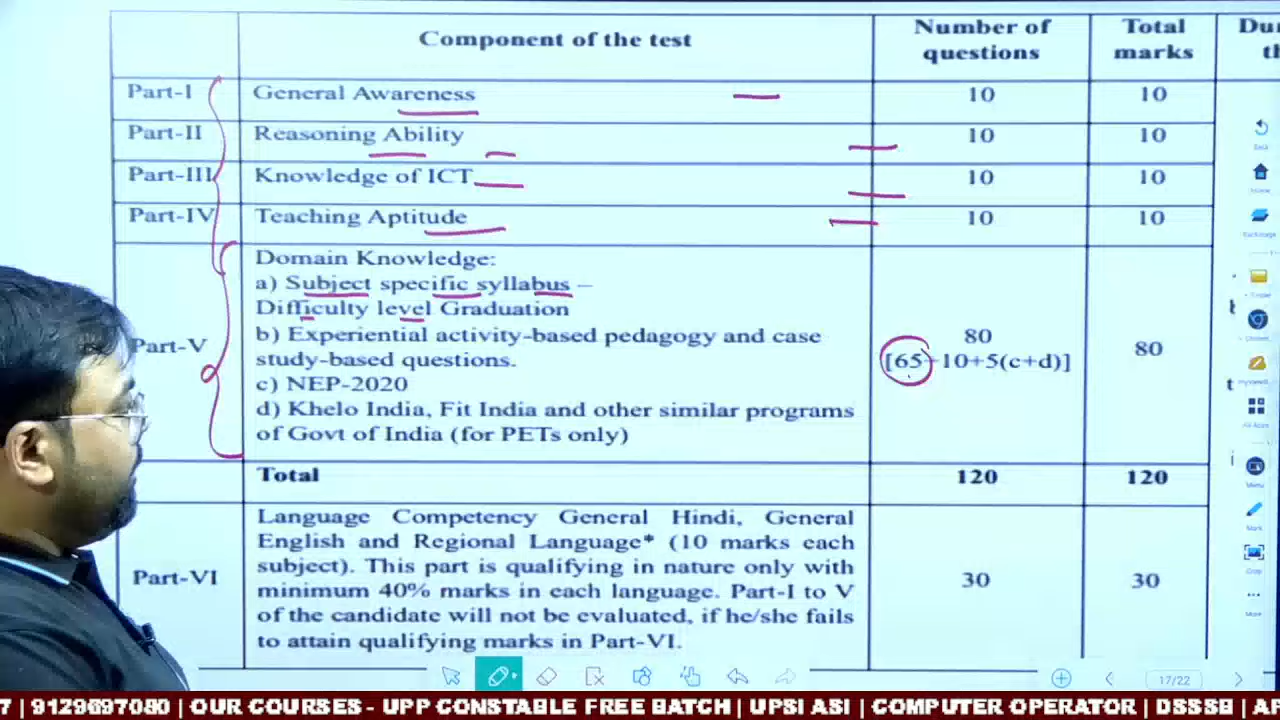 Component of the test
Number of questions
Total marks
Part-I
General Awareness
10
10
Part-II
Reasoning Ability
10
10
Part-III
Knowledge of ICT
10
10
Part-IV
Teaching Aptitude
10
10
Part-V
Domain Knowledge:
a) Subject specific syllabus –
Difficulty level Graduation
b) Experiential activity-based pedagogy and case
study-based questions.
c) NEP-2020
d) Khelo India, Fit India and other similar programs
of Govt of India (for PETs only)
80
[65+10+5(c+d)]
80
Total
120
120
Part-VI
Language Competency General Hindi, General
English and Regional Language* (10 marks each
subject). This part is qualifying in nature only with
minimum 40% marks in each language. Part-I to V
of the candidate will not be evaluated, if he/she fails
to attain qualifying marks in Part-VI.
30
30
17/22
7 | 9129697080 | OUR COURSES - UPP CONSTABLE FREE BATCH | UPSI ASI | COMPUTER OPERATOR | DSSSB |